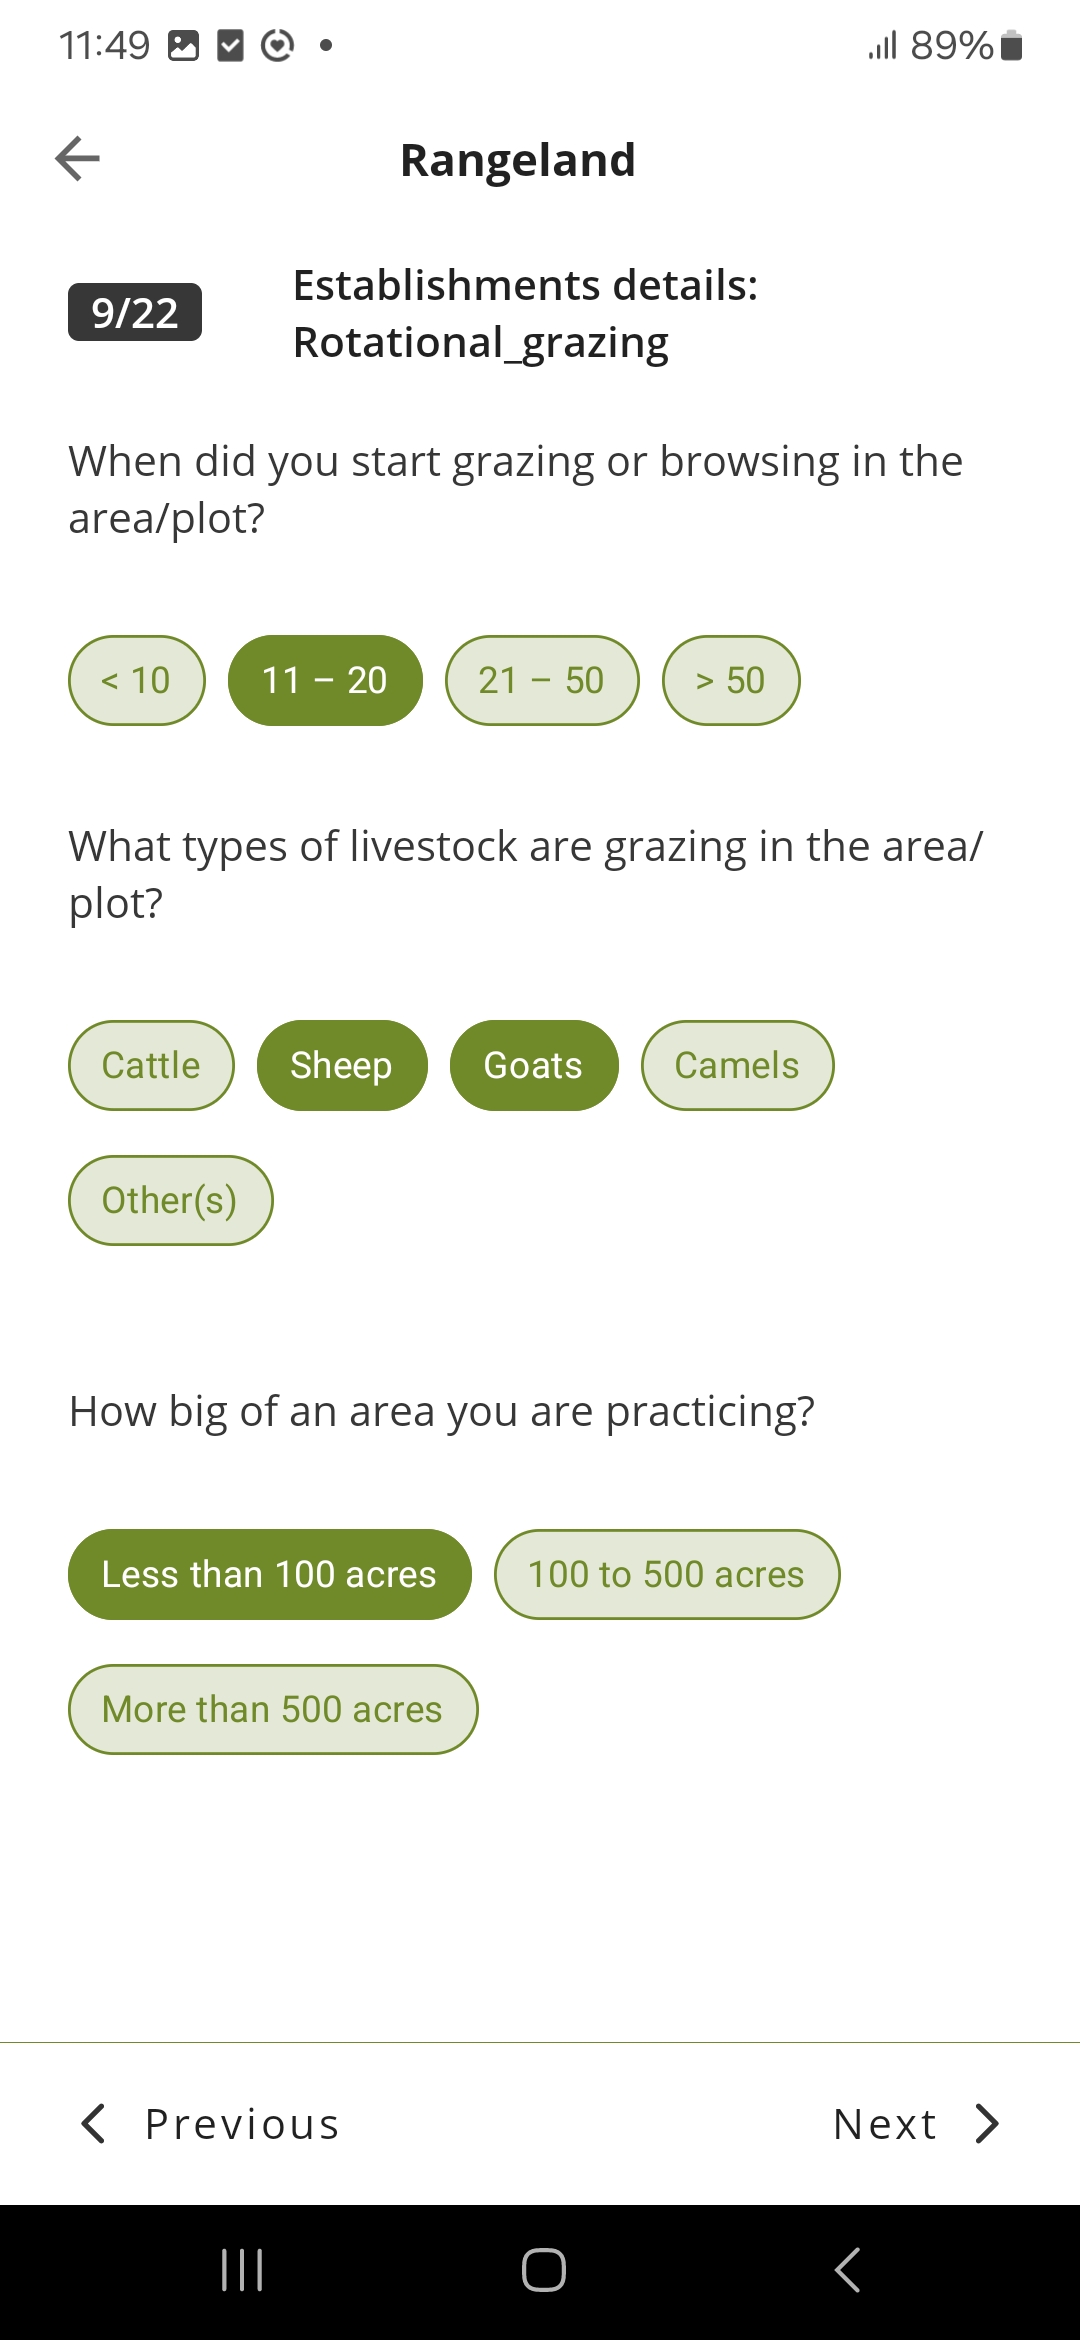 11:49
89%
Rangeland
9/22
Establishments details:
Rotational_grazing
When did you start grazing or browsing in the
area/plot?
< 10
11 – 20
21 – 50
> 50
What types of livestock are grazing in the area/
plot?
Cattle
Sheep
Goats
Camels
Other(s)
How big of an area you are practicing?
Less than 100 acres
100 to 500 acres
More than 500 acres
Previous
Next